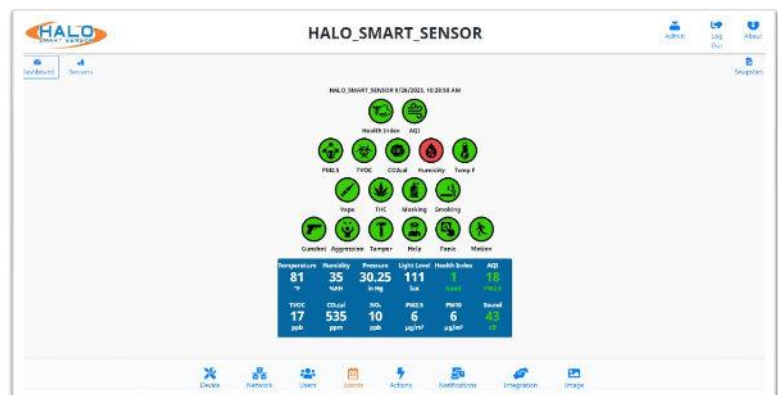 HALO
SMART SENSOR
HALO_SMART_SENSOR
Admin
Log Out
About
Dashboard
Sensors
Snapshot
HALO_SMART_SENSOR 9/26/2023, 10:28:58 AM
Health Index AQI
PM2.5 TVOC CO2cal Humidity Temp F
Vape THC Masking Smoking
Gunshot Aggression Tamper Help Panic Motion
Temperature Humidity Pressure Light Level Health Index AQI
81 35 30.25 111 1 18
°F %RH in Hg lux Good PM2.5
TVOC CO₂cal NO₂ PM2.5 PM10 Sound
17 535 10 6 6 43
ppb ppm ppb µg/m³ µg/m³ dB
Device Network Users Events Actions Notifications Integration Image